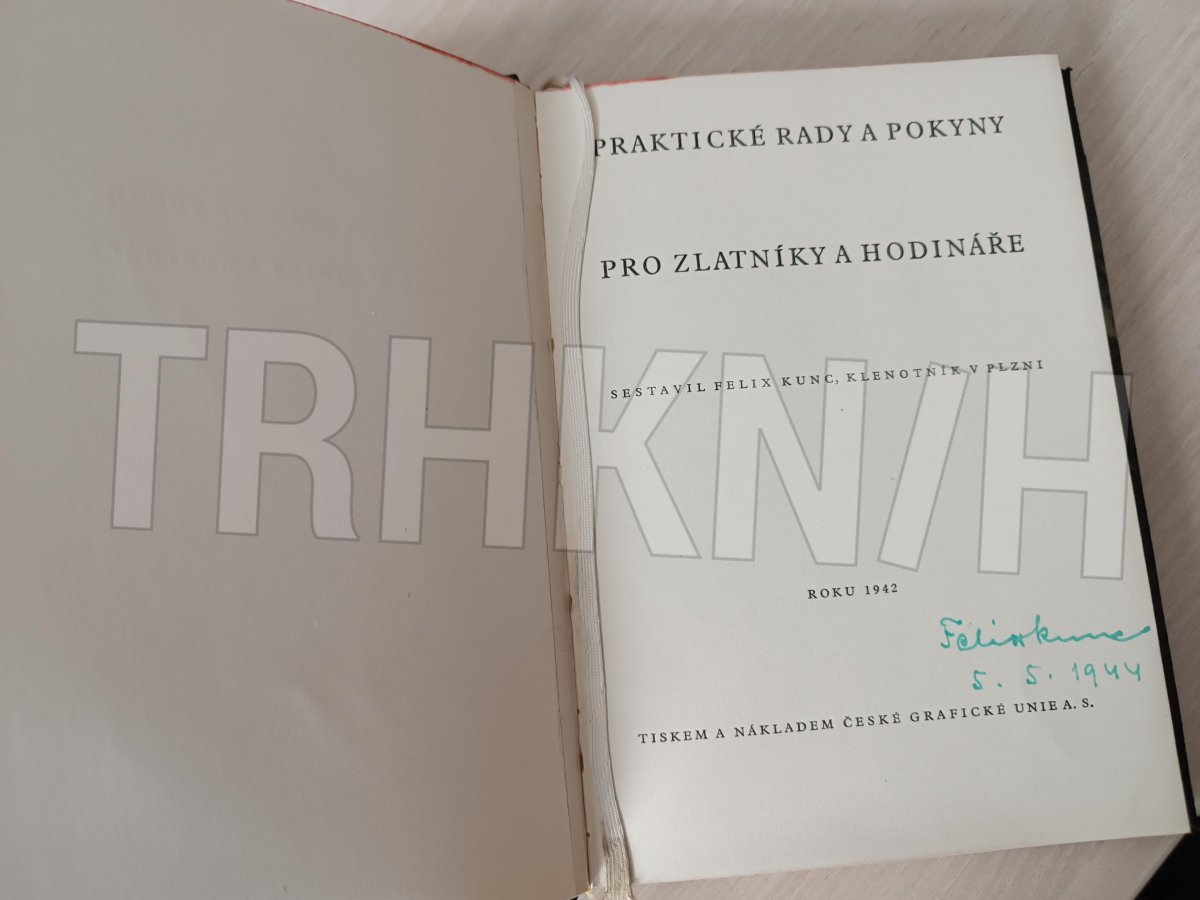 PRAKTICKÉ RADY A POKYNY
PRO ZLATNÍKY A HODINÁŘE
SESTAVIL FELIX KUNC, KLENOTNÍK V PLZNI
TRHKN/H
ROKU 1942
Felix Kunc
5. 5. 1944
TISKEM A NÁKLADEM ČESKÉ GRAFICKÉ UNIE A. S.